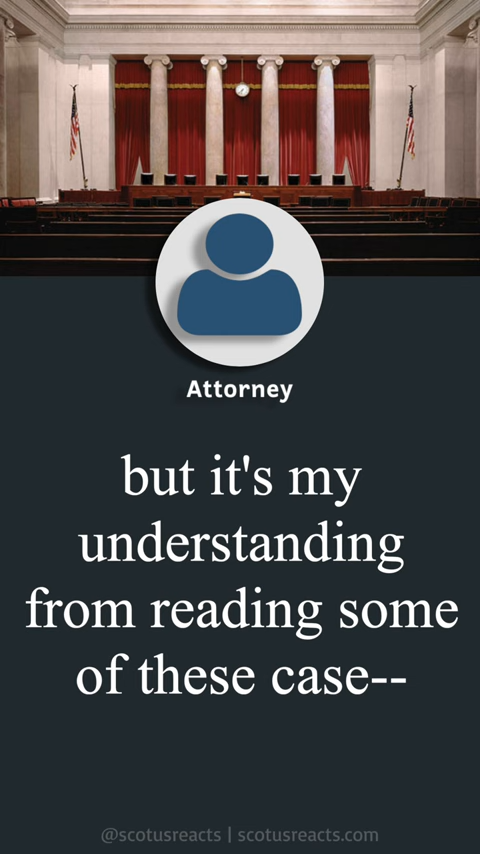 Attorney
but it's my
understanding
from reading some
of these case--
@scotusreacts | scotusreacts.com